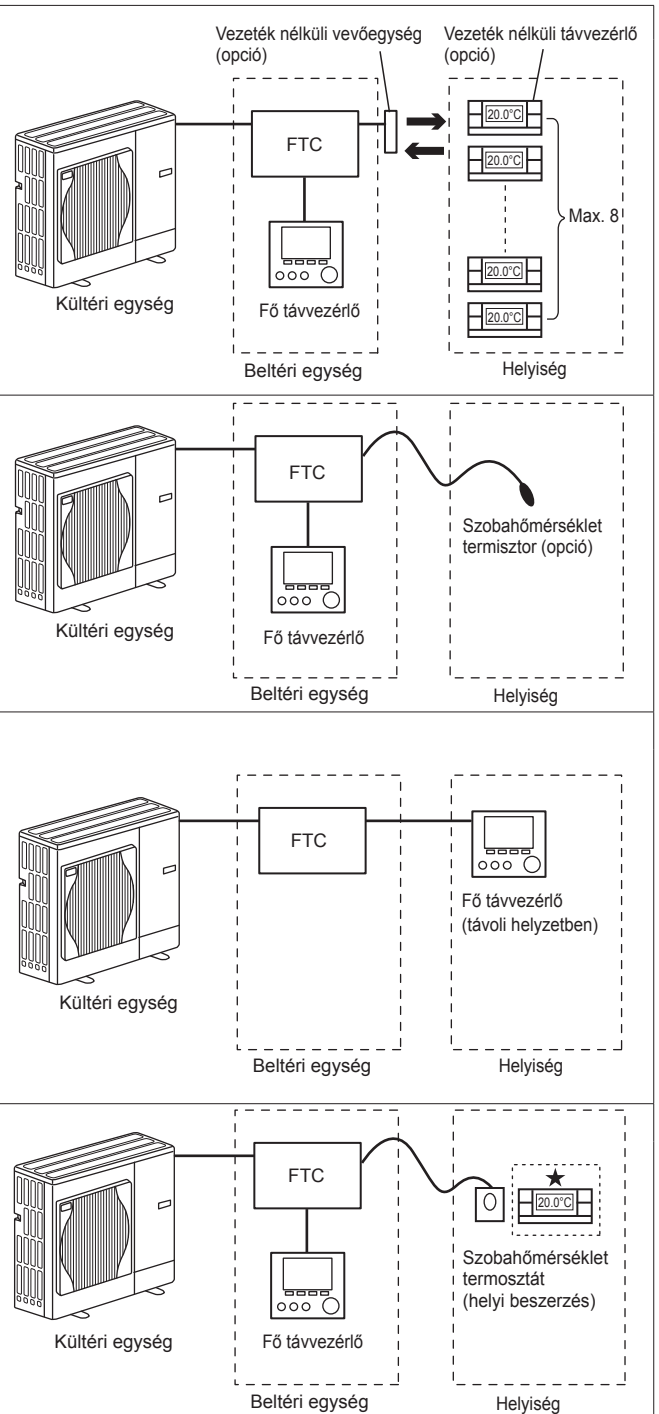 Vezeték nélküli vevőegység
(opció)
Vezeték nélküli távvezérlő
(opció)
FTC
20.0°C
20.0°C
Max. 8
20.0°C
20.0°C
Kültéri egység
Fő távvezérlő
Beltéri egység
Helyiség
FTC
Szobahőmérséklet
termisztor (opció)
Kültéri egység
Fő távvezérlő
Beltéri egység
Helyiség
FTC
Fő távvezérlő
(távoli helyzetben)
Kültéri egység
Beltéri egység
Helyiség
FTC
20.0°C
Szobahőmérséklet
termosztát
(helyi beszerzés)
Kültéri egység
Fő távvezérlő
Beltéri egység
Helyiség